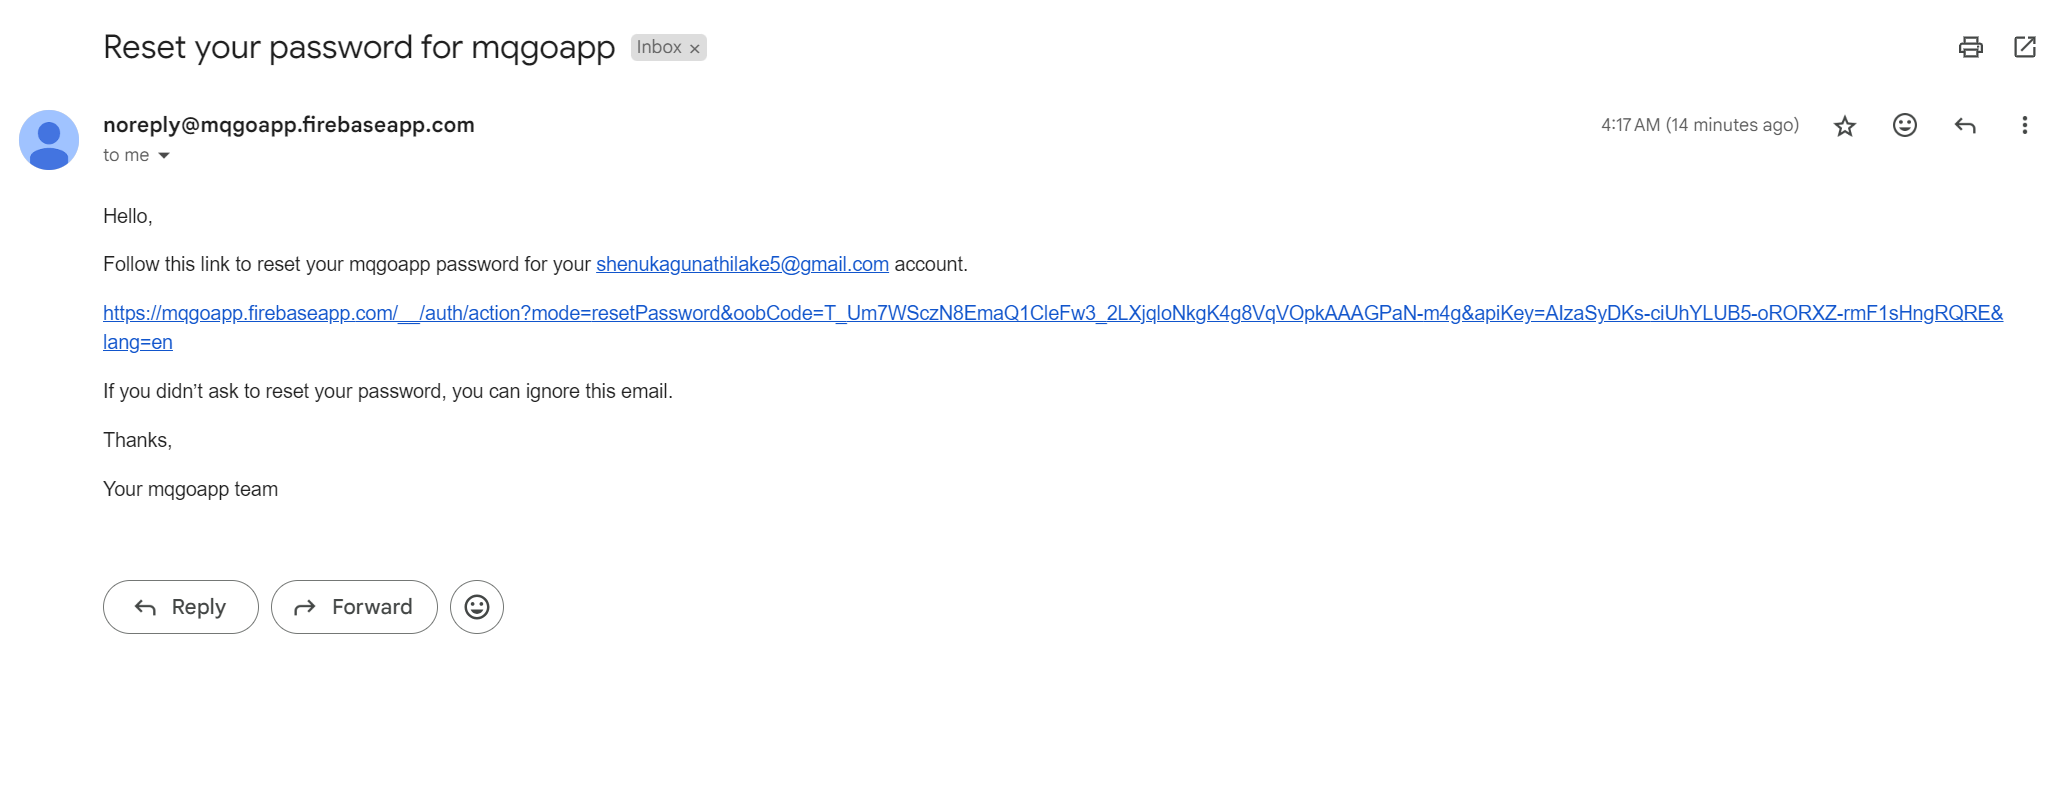 Reset your password for mqgoapp Inbox ×
noreply@mqgoapp.firebaseapp.com 4:17 AM (14 minutes ago)
to me
Hello,
Follow this link to reset your mqgoapp password for your shenukagunathilake5@gmail.com account.
https://mqgoapp.firebaseapp.com/__/auth/action?mode=resetPassword&oobCode=T_Um7WSczN8EmaQ1CleFw3_2LXjqloNkgK4g8VqVOpkAAAGPaN-m4g&apiKey=AIzaSyDKs-ciUhYLUB5-oRORXZ-rmF1sHngRQRE&
lang=en
If you didn’t ask to reset your password, you can ignore this email.
Thanks,
Your mqgoapp team
Reply Forward